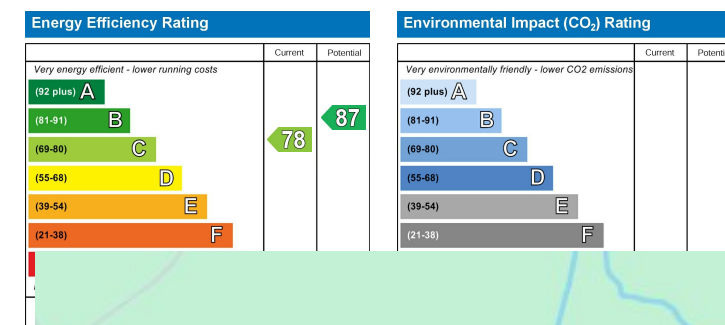 Energy Efficiency Rating
Current Potential
Very energy efficient - lower running costs
(92 plus) A
(81-91) B
(69-80) C
(55-68) D
(39-54) E
(21-38) F
78
87
Environmental Impact (CO₂) Rating
Current
Very environmentally friendly - lower CO2 emissions
(92 plus) A
(81-91) B
(69-80) C
(55-68) D
(39-54) E
(21-38) F